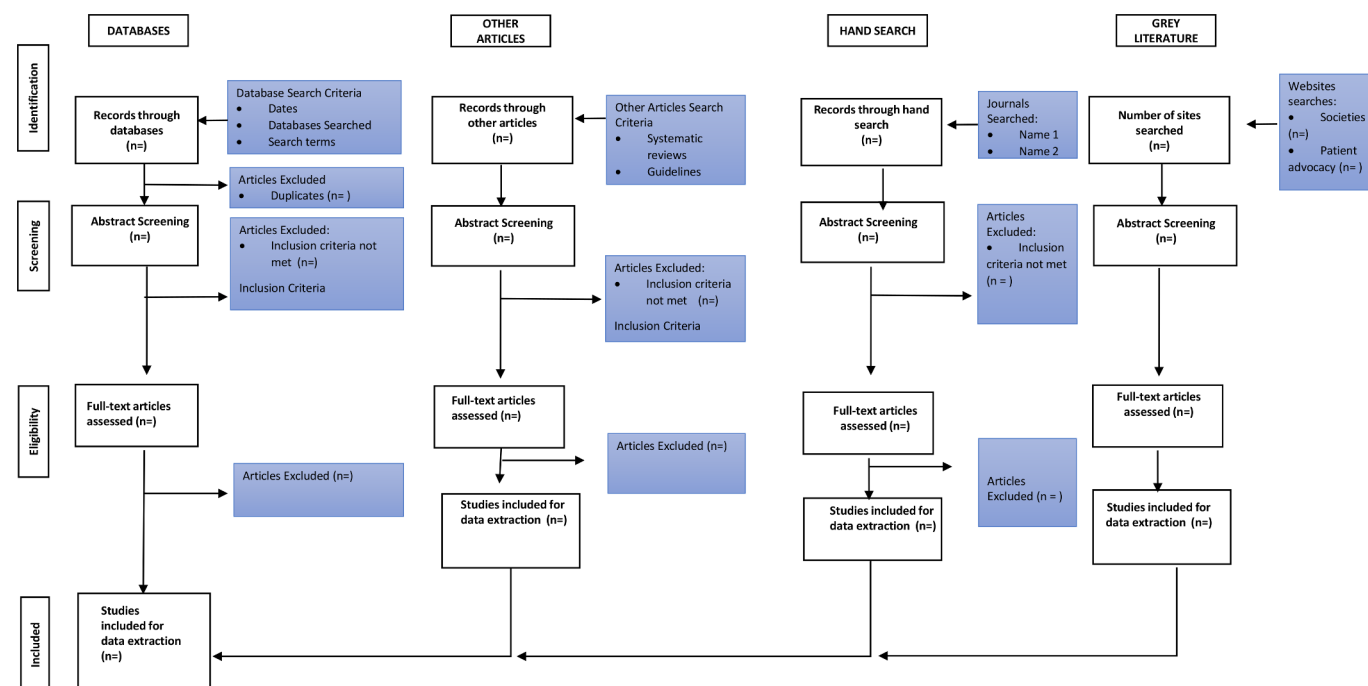 DATABASES
OTHER
ARTICLES
HAND SEARCH
GREY
LITERATURE
Identification
Records through
databases
(n=)
Database Search Criteria
• Dates
• Databases Searched
• Search terms
Records through
other articles
(n=)
Other Articles Search
Criteria
• Systematic
reviews
• Guidelines
Records through hand
search
(n=)
Journals
Searched:
• Name 1
• Name 2
Number of sites
searched
(n=)
Websites
searches:
• Societies
(n=)
• Patient
advocacy (n= )
Articles Excluded
• Duplicates (n= )
Screening
Abstract Screening
(n=)
Articles Excluded:
• Inclusion criteria not
met (n=)
Inclusion Criteria
Abstract Screening
(n=)
Articles Excluded:
• Inclusion criteria
not met (n=)
Inclusion Criteria
Abstract Screening
(n=)
Articles
Excluded:
• Inclusion
criteria not met
(n = )
Abstract Screening
(n=)
Eligibility
Full-text articles
assessed (n=)
Articles Excluded (n=)
Full-text articles
assessed (n=)
Articles Excluded (n=)
Studies included for
data extraction (n=)
Full-text articles
assessed (n=)
Articles
Excluded (n = )
Studies included for
data extraction (n=)
Full-text articles
assessed (n=)
Studies included for
data extraction (n=)
Included
Studies
included for
data extraction
(n=)